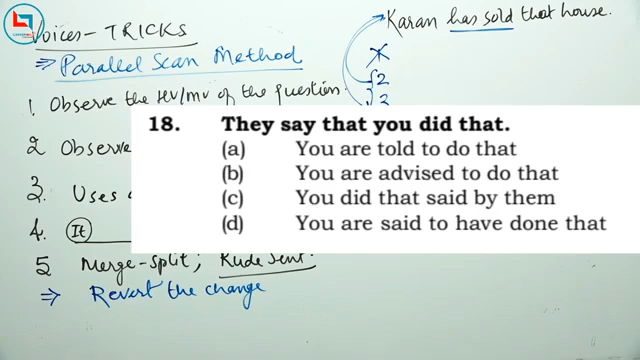 Voices - TRICKS
⇒ Parallel Scan Method
Karan has sold that house.
1. Observe the HV/MV of the question.
2
3
2 Observe
3. Uses
4. It
5 Merge-Split; Rude Sent.
⇒ Revert the change
18. They say that you did that.
(a) You are told to do that
(b) You are advised to do that
(c) You did that said by them
(d) You are said to have done that